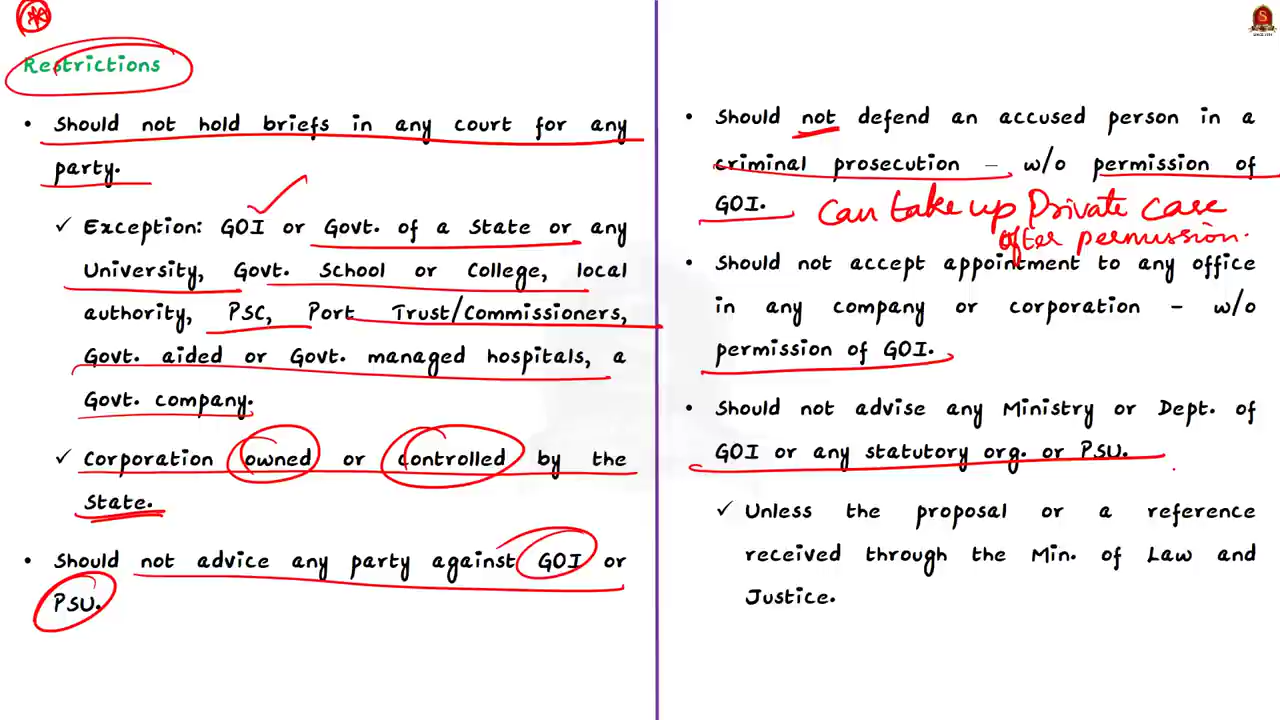 Restrictions
• Should not hold briefs in any court for any
party.
✓ Exception: GOI or Govt. of a State or any
University, Govt. School or College, local
authority, PSC, Port Trust/Commissioners,
Govt. aided or Govt. managed hospitals, a
Govt. company.
✓ Corporation owned or controlled by the
State.
• Should not advice any party against GOI or
PSU.
• Should not defend an accused person in a
criminal prosecution – w/o permission of
GOI. Can take up Private case
after permission.
• Should not accept appointment to any office
in any company or corporation - w/o
permission of GOI.
• Should not advise any Ministry or Dept. of
GOI or any statutory org. or PSU.
✓ Unless the proposal or a reference
received through the Min. of Law and
Justice.